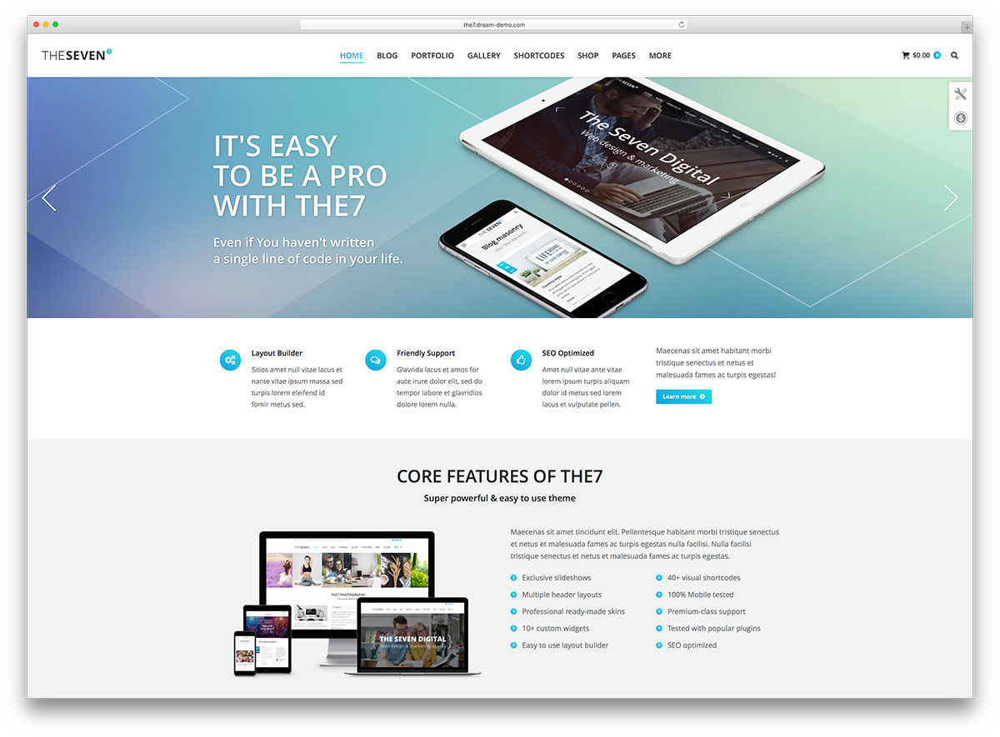 the7.dream-demo.com
THESEVEN
HOME BLOG PORTFOLIO GALLERY SHORTCODES SHOP PAGES MORE
$0.00 0
IT'S EASY
TO BE A PRO
WITH THE7
Even if You haven't written
a single line of code in your life.
THESEVEN
The Seven Digital
Web design & marketing
THESEVEN
Blog masonry
LIFE BEGINS
Country style
Layout Builder
Sitios amet null vitae lacus et
nante vitae ipsum massa sed
turpis lorem eleifend id
fomir metus sed.
Friendly Support
Glavrida lacus et amos for
aute irure dolor elit, sed do
tempor labore et glavridios
dolore lorem nulla.
SEO Optimized
Amet null vitae ante vitae
lorem ipsum turpis aliquam
dolor id metus sed lorem
lacus et vulputate pellen.
Maecenas sit amet habitant morbi
tristique senectus et netus et
malesuada fames ac turpis egestas!
Learn more
CORE FEATURES OF THE7
Super powerful & easy to use theme
THE7 PHOTOGRAPHY
THE SEVEN DIGITAL
Web design & marketing agency
Maecenas sit amet tincidunt elit. Pellentesque habitant morbi tristique senectus
et netus et malesuada fames ac turpis egestas nulla facilisi. Nulla facilisi
tristique senectus et netus et malesuada fames ac turpis egestas.
Exclusive slideshows
Multiple header layouts
Professional ready-made skins
10+ custom widgets
Easy to use layout builder
40+ visual shortcodes
100% Mobile tested
Premium-class support
Tested with popular plugins
SEO optimized